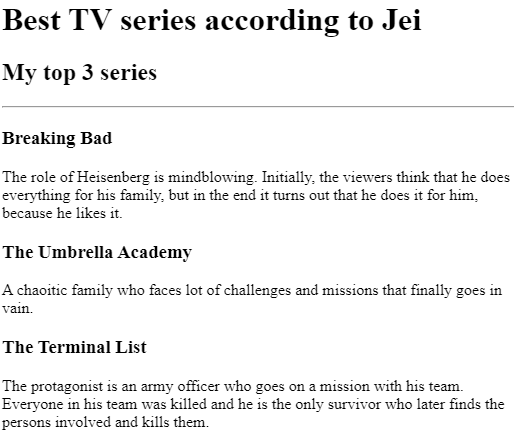 Best TV series according to Jei
My top 3 series
Breaking Bad
The role of Heisenberg is mindblowing. Initially, the viewers think that he does
everything for his family, but in the end it turns out that he does it for him,
because he likes it.
The Umbrella Academy
A chaoitic family who faces lot of challenges and missions that finally goes in
vain.
The Terminal List
The protagonist is an army officer who goes on a mission with his team.
Everyone in his team was killed and he is the only survivor who later finds the
persons involved and kills them.